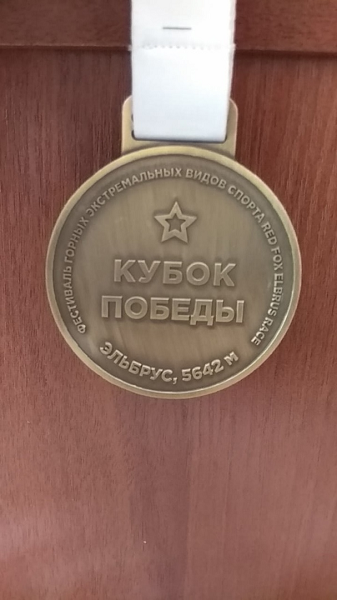 ФЕСТИВАЛЬ ГОРНЫХ ЭКСТРЕМАЛЬНЫХ ВИДОВ СПОРТА RED FOX ELBRUS RACE
КУБОК
ПОБЕДЫ
ЭЛЬБРУС, 5642 М